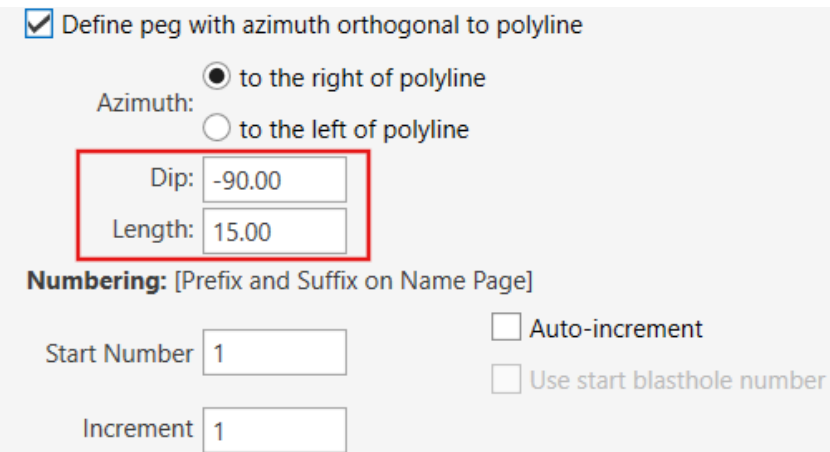 Define peg with azimuth orthogonal to polyline
Azimuth:
to the right of polyline
to the left of polyline
Dip: -90.00
Length: 15.00
Numbering: [Prefix and Suffix on Name Page]
Auto-increment
Start Number 1
Use start blasthole number
Increment 1